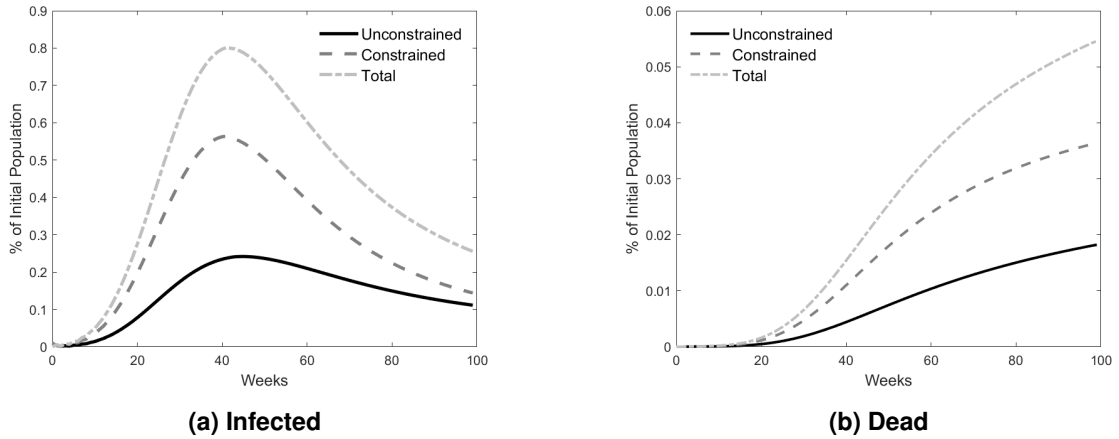 0.9
0.8
0.7
0.6
0.5
0.4
0.3
0.2
0.1
0
% of Initial Population
Unconstrained
Constrained
Total
0 20 40 60 80 100
Weeks
(a) Infected
0.06
0.05
0.04
0.03
0.02
0.01
0
% of Initial Population
Unconstrained
Constrained
Total
0 20 40 60 80 100
Weeks
(b) Dead